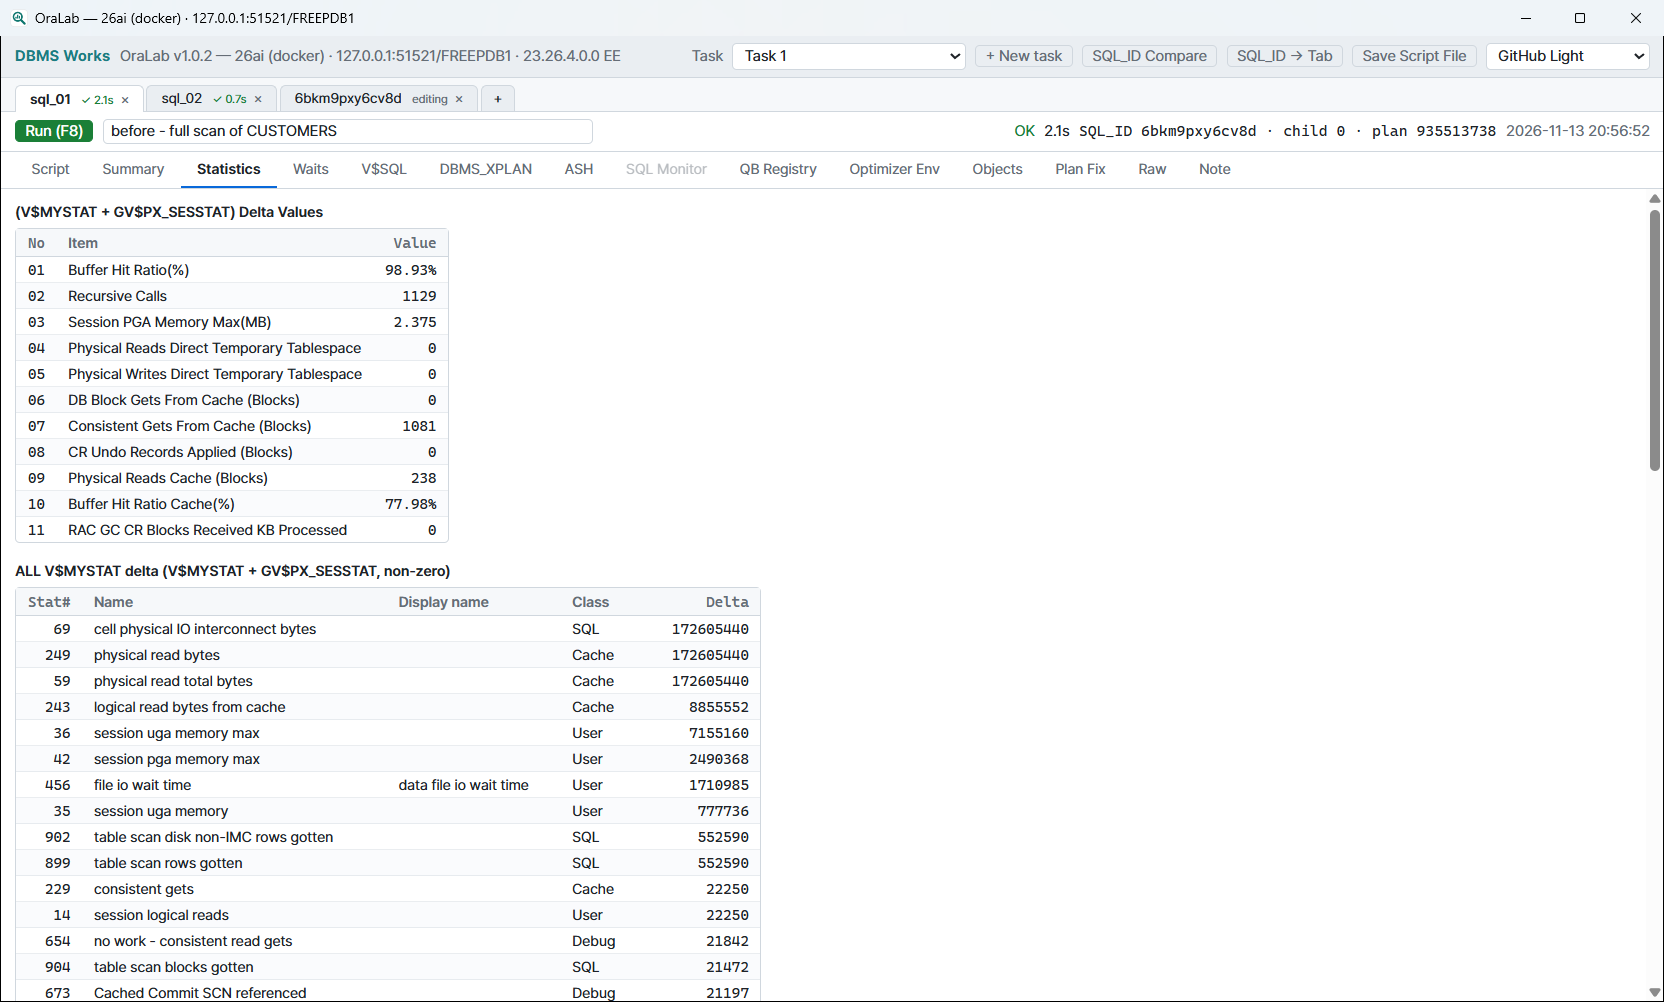 OraLab — 26ai (docker) · 127.0.0.1:51521/FREEPDB1
DBMS Works OraLab v1.0.2 — 26ai (docker) · 127.0.0.1:51521/FREEPDB1 · 23.26.4.0.0 EE Task Task 1 + New task SQL_ID Compare SQL_ID → Tab Save Script File GitHub Light
sql_01 ✓ 2.1s × sql_02 ✓ 0.7s × 6bkm9pxy6cv8d editing × +
Run (F8) before - full scan of CUSTOMERS OK 2.1s SQL_ID 6bkm9pxy6cv8d · child 0 · plan 935513738 2026-11-13 20:56:52
Script Summary Statistics Waits V$SQL DBMS_XPLAN ASH SQL Monitor QB Registry Optimizer Env Objects Plan Fix Raw Note
(V$MYSTAT + GV$PX_SESSTAT) Delta Values
No Item Value
01 Buffer Hit Ratio(%) 98.93%
02 Recursive Calls 1129
03 Session PGA Memory Max(MB) 2.375
04 Physical Reads Direct Temporary Tablespace 0
05 Physical Writes Direct Temporary Tablespace 0
06 DB Block Gets From Cache (Blocks) 0
07 Consistent Gets From Cache (Blocks) 1081
08 CR Undo Records Applied (Blocks) 0
09 Physical Reads Cache (Blocks) 238
10 Buffer Hit Ratio Cache(%) 77.98%
11 RAC GC CR Blocks Received KB Processed 0
ALL V$MYSTAT delta (V$MYSTAT + GV$PX_SESSTAT, non-zero)
Stat# Name Display name Class Delta
69 cell physical IO interconnect bytes SQL 172605440
249 physical read bytes Cache 172605440
59 physical read total bytes Cache 172605440
243 logical read bytes from cache Cache 8855552
36 session uga memory max User 7155160
42 session pga memory max User 2490368
456 file io wait time data file io wait time User 1710985
35 session uga memory User 777736
902 table scan disk non-IMC rows gotten SQL 552590
899 table scan rows gotten SQL 552590
229 consistent gets Cache 22250
14 session logical reads User 22250
654 no work - consistent read gets Debug 21842
904 table scan blocks gotten SQL 21472
673 Cached Commit SCN referenced Debug 21197